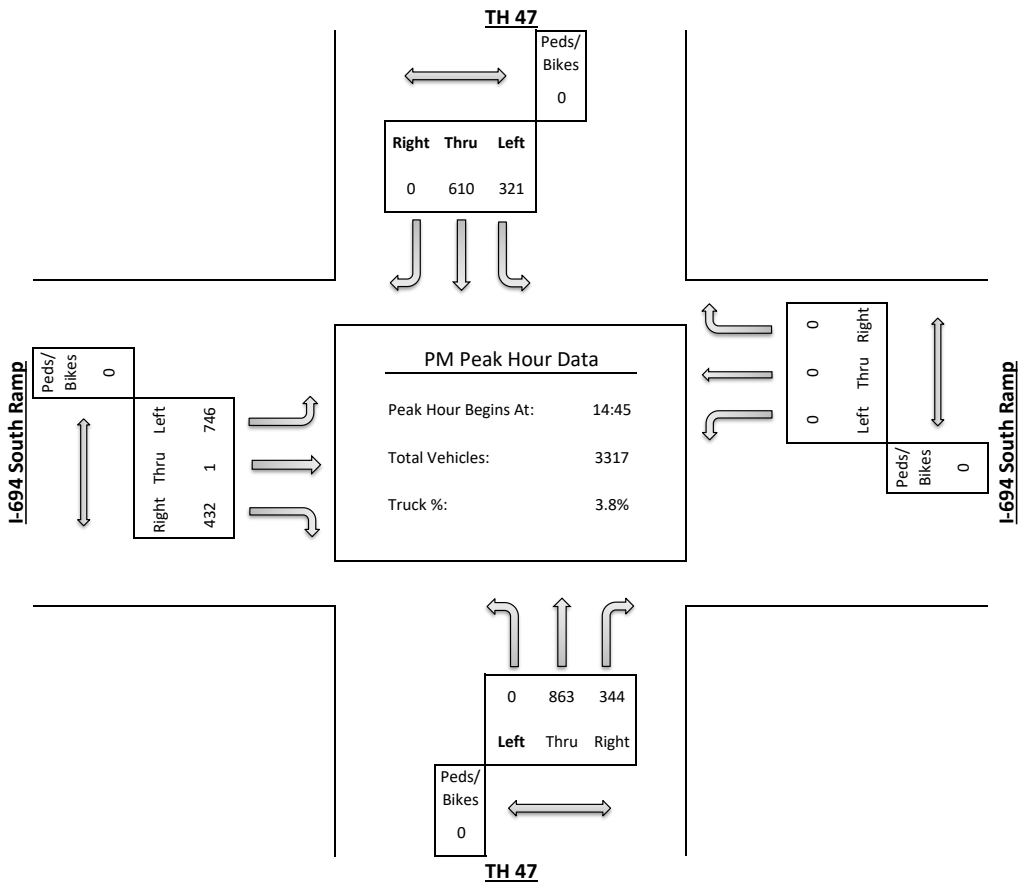 TH 47
Peds/
Bikes
0
Right Thru Left
0 610 321
I-694 South Ramp
Peds/
Bikes
0
Left 746
Thru 1
Right 432
PM Peak Hour Data
Peak Hour Begins At: 14:45
Total Vehicles: 3317
Truck %: 3.8%
0 Right
0 Thru
0 Left
Peds/
Bikes
0
I-694 South Ramp
0 863 344
Left Thru Right
Peds/
Bikes
0
TH 47